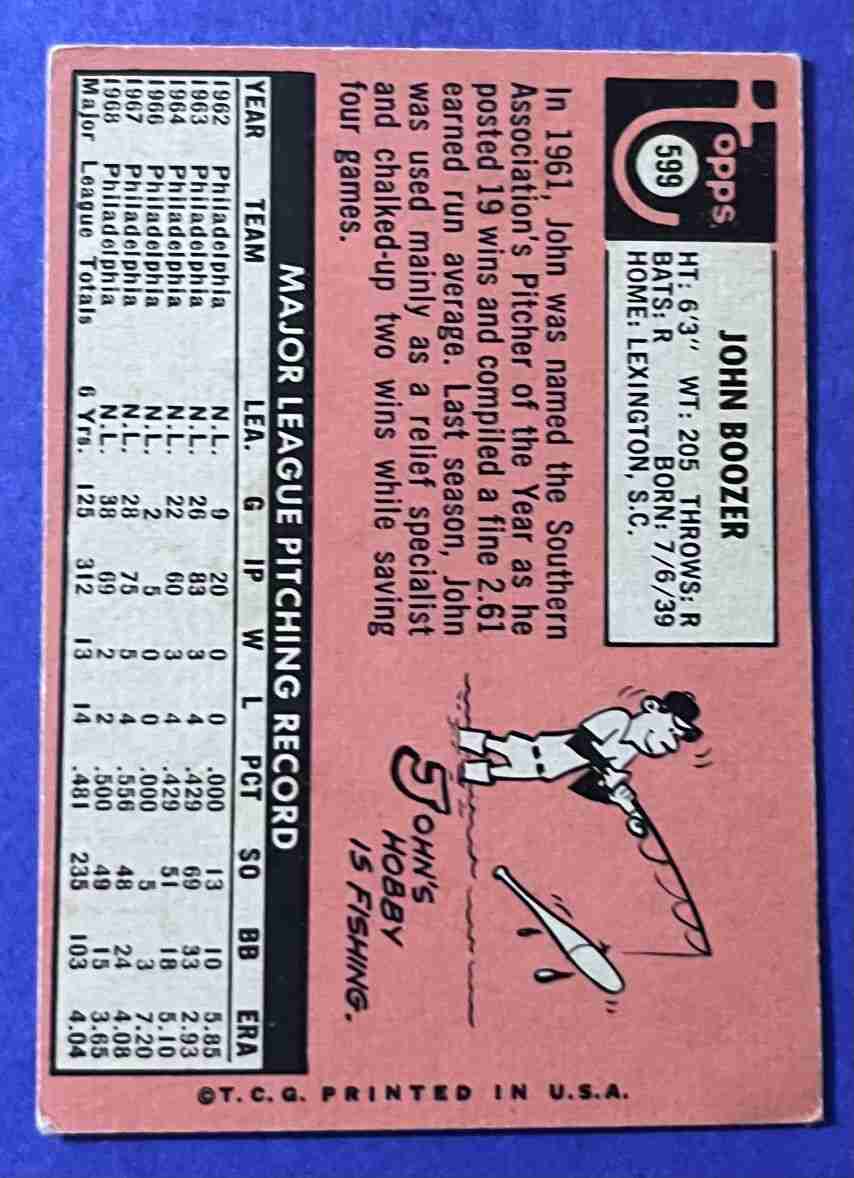 Topps
599
JOHN BOOZER
HT: 6'3" WT: 205 THROWS: R
BATS: R BORN: 7/6/39
HOME: LEXINGTON, S.C.
In 1961, John was named the Southern
Association's Pitcher of the Year as he
posted 19 wins and compiled a fine 2.61
earned run average. Last season, John
was used mainly as a relief specialist
and chalked-up two wins while saving
four games.
JOHN'S
HOBBY
IS FISHING.
MAJOR LEAGUE PITCHING RECORD
YEAR TEAM LEA. G IP W L PCT SO BB ERA
1962 Philadelphia N.L. 9 20 0 0 .000 13 10 5.85
1963 Philadelphia N.L. 26 83 3 4 .429 69 33 2.93
1964 Philadelphia N.L. 22 60 3 4 .429 51 18 5.10
1966 Philadelphia N.L. 2 5 0 0 .000 5 3 7.20
1967 Philadelphia N.L. 28 75 5 4 .556 48 24 4.08
1968 Philadelphia N.L. 38 69 2 2 .500 49 15 3.65
Major League Totals 6 Yrs. 125 312 13 14 .481 235 103 4.04
©T.C.G. PRINTED IN U.S.A.